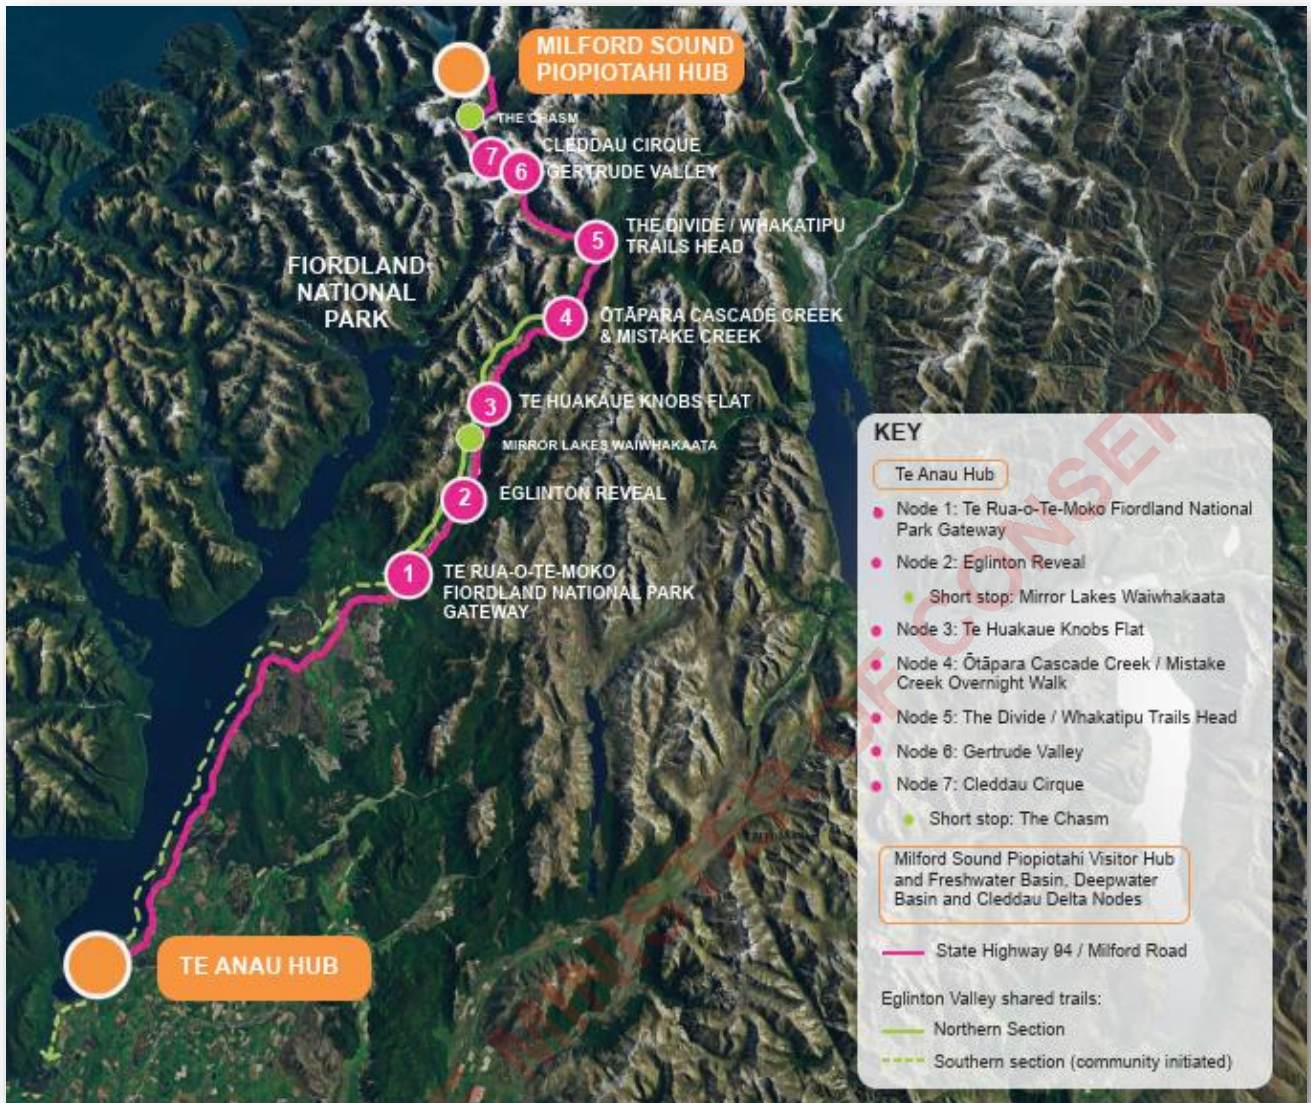 MILFORD SOUND
PIOPIOTAHI HUB
THE CHASM
CLEDDAU CIRQUE
7
6
GERTRUDE VALLEY
5
THE DIVIDE / WHAKATIPU
TRAILS HEAD
FIORDLAND
NATIONAL
PARK
4
ŌTĀPARA CASCADE CREEK
& MISTAKE CREEK
3
TE HUAKAUE KNOBS FLAT
MIRROR LAKES WAIWHAKAATA
2
EGLINTON REVEAL
1
TE RUA-O-TE-MOKO
FIORDLAND NATIONAL PARK
GATEWAY
TE ANAU HUB
KEY
Te Anau Hub
Node 1: Te Rua-o-Te-Moko Fiordland National
Park Gateway
Node 2: Eglinton Reveal
Short stop: Mirror Lakes Waiwhakaata
Node 3: Te Huakaue Knobs Flat
Node 4: Ōtāpara Cascade Creek / Mistake
Creek Overnight Walk
Node 5: The Divide / Whakatipu Trails Head
Node 6: Gertrude Valley
Node 7: Cleddau Cirque
Short stop: The Chasm
Milford Sound Piopiotahi Visitor Hub
and Freshwater Basin, Deepwater
Basin and Cleddau Delta Nodes
State Highway 94 / Milford Road
Eglinton Valley shared trails:
Northern Section
Southern section (community initiated)
MINISTER OF CONSERVAT